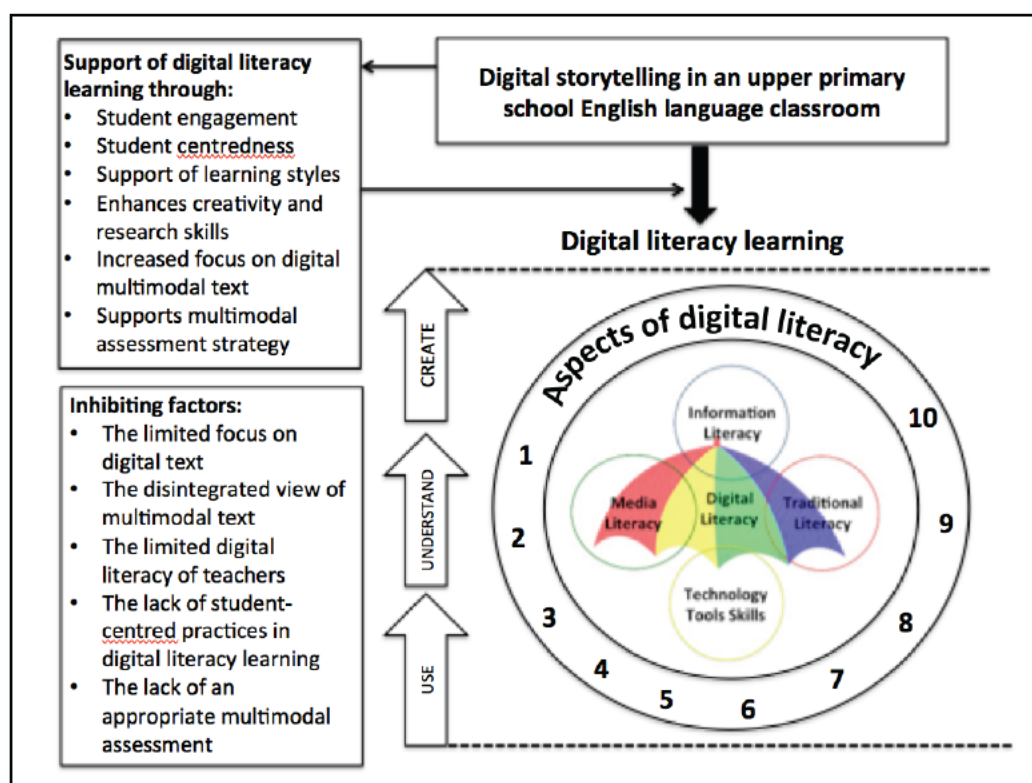 Support of digital literacy
learning through:
• Student engagement
• Student centredness
• Support of learning styles
• Enhances creativity and
research skills
• Increased focus on digital
multimodal text
• Supports multimodal
assessment strategy
Digital storytelling in an upper primary
school English language classroom
Digital literacy learning
Inhibiting factors:
• The limited focus on
digital text
• The disintegrated view of
multimodal text
• The limited digital
literacy of teachers
• The lack of student-
centred practices in
digital literacy learning
• The lack of an
appropriate multimodal
assessment
CREATE
UNDERSTAND
USE
Aspects of digital literacy
1
2
3
4
5
6
7
8
9
10
Information
Literacy
Media
Literacy
Digital
Literacy
Traditional
Literacy
Technology
Tools Skills